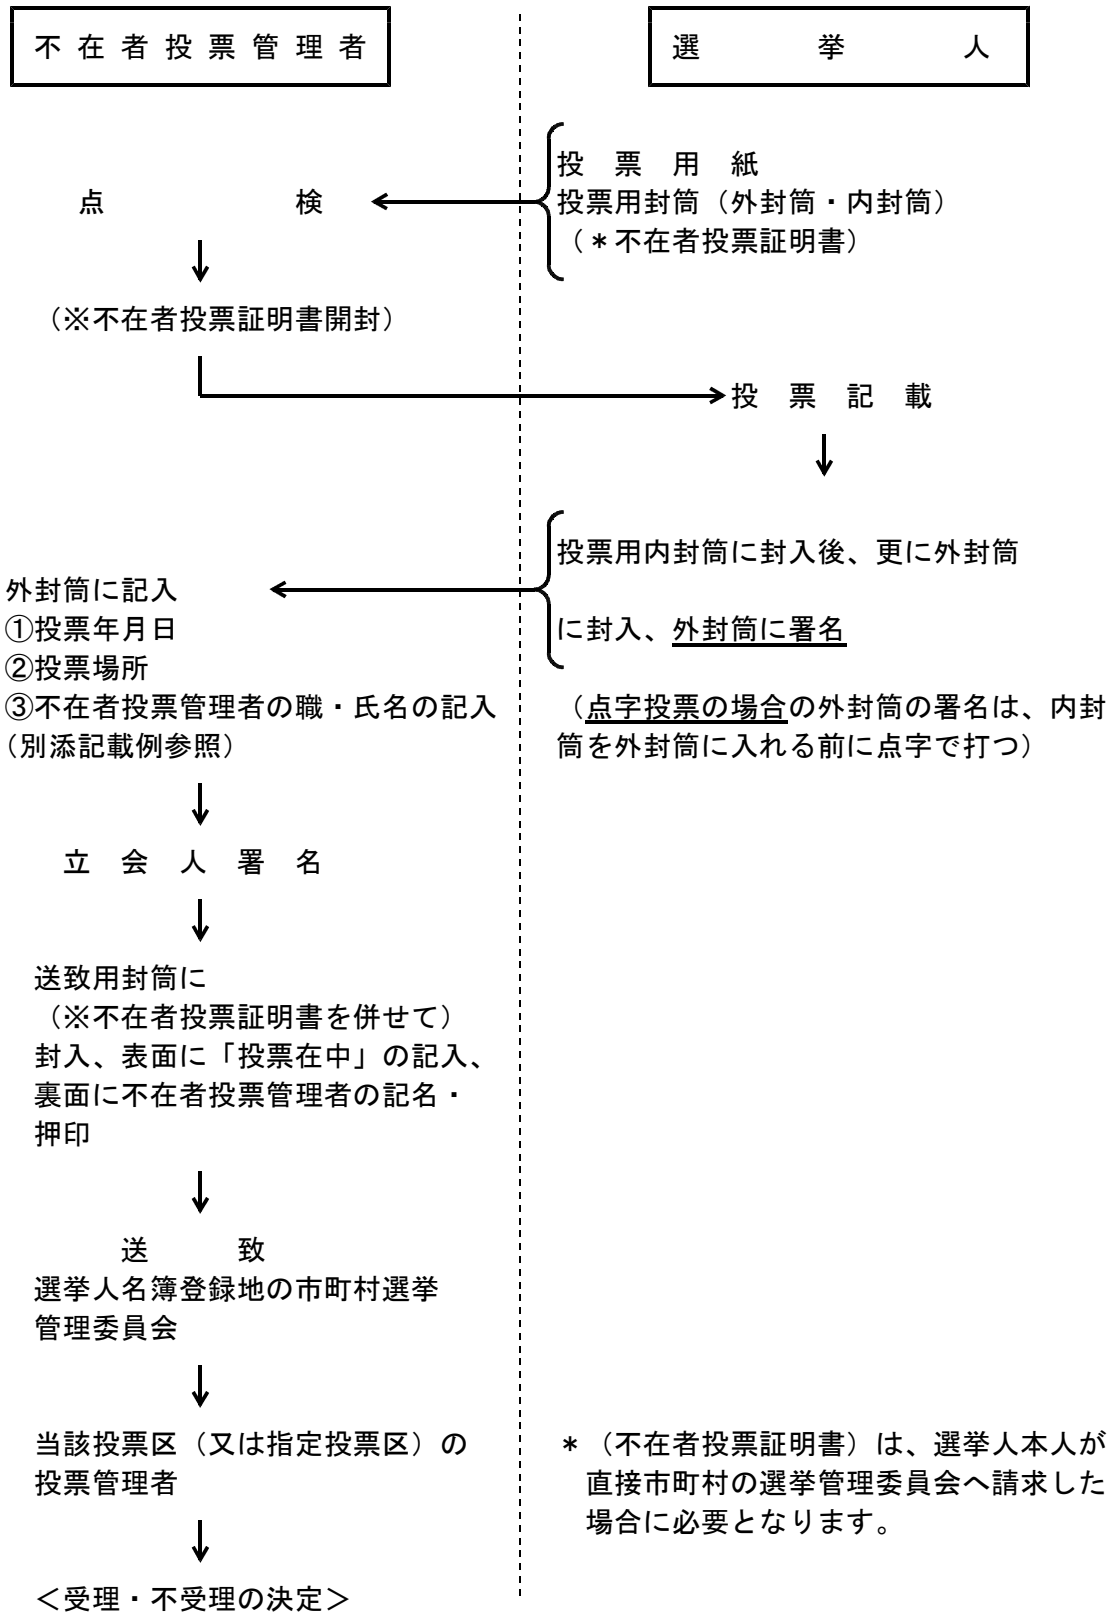 不在者投票管理者
選挙人
投票用紙
点検
投票用封筒（外封筒・内封筒）
（＊不在者投票証明書）
（※不在者投票証明書開封）
投票記載
投票用内封筒に封入後、更に外封筒
に封入、外封筒に署名
外封筒に記入
①投票年月日
②投票場所
③不在者投票管理者の職・氏名の記入
（別添記載例参照）
（点字投票の場合の外封筒の署名は、内封
筒を外封筒に入れる前に点字で打つ）
立会人署名
送致用封筒に
（※不在者投票証明書を併せて）
封入、表面に「投票在中」の記入、
裏面に不在者投票管理者の記名・
押印
送致
選挙人名簿登録地の市町村選挙
管理委員会
当該投票区（又は指定投票区）の
投票管理者
＜受理・不受理の決定＞
＊（不在者投票証明書）は、選挙人本人が
直接市町村の選挙管理委員会へ請求した
場合に必要となります。